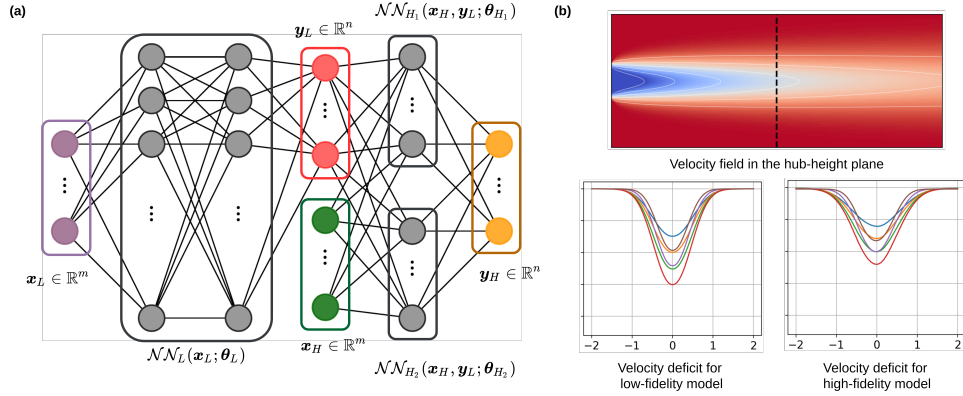 (a)
𝒩𝒩_{H_1}(𝒙_H, 𝒚_L; 𝜽_{H_1})
𝒚_L ∈ ℝ^n
𝒙_L ∈ ℝ^m
𝒚_H ∈ ℝ^n
𝒩𝒩_L(𝒙_L; 𝜽_L)
𝒙_H ∈ ℝ^m
𝒩𝒩_{H_2}(𝒙_H, 𝒚_L; 𝜽_{H_2})
(b)
Velocity field in the hub-height plane
−2 −1 0 1 2
Velocity deficit for
low-fidelity model
−2 −1 0 1 2
Velocity deficit for
high-fidelity model